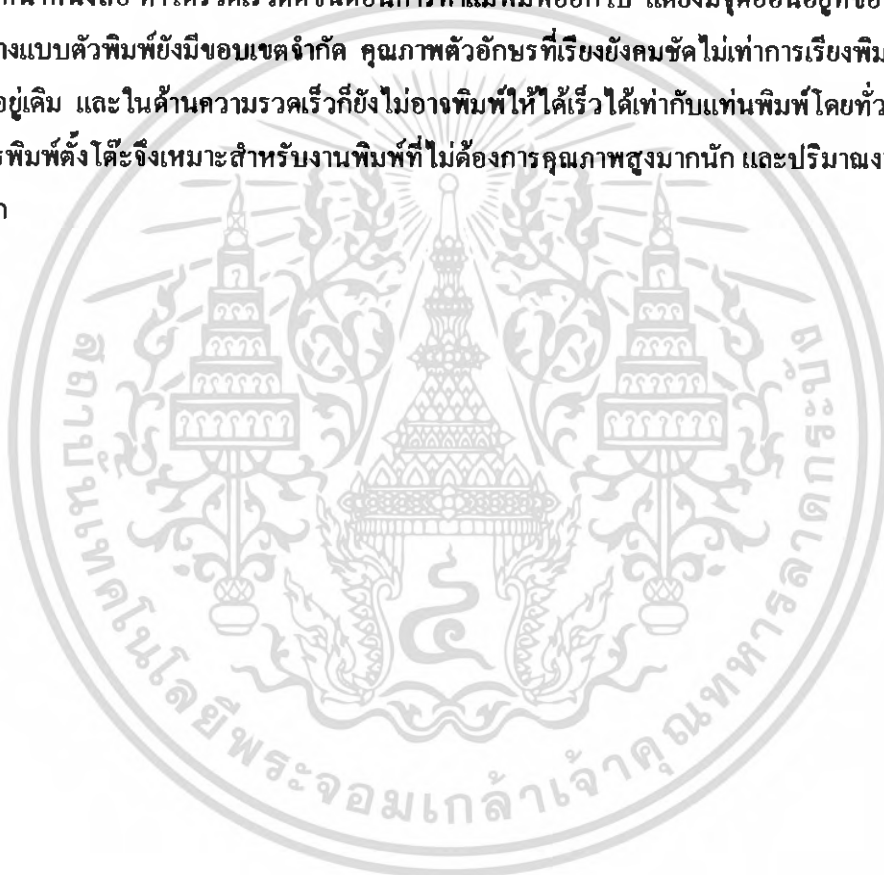 างแบบตัวพิมพ์ยังมีขอบเขตจำกัด คุณภาพตัวอักษรที่เรียงยังคมชัดไม่เท่าการเรียงพิม
อยู่เดิม และในด้านความรวดเร็วก็ยังไม่อาจพิมพ์ให้ได้เร็วได้เท่ากับแท่นพิมพ์โดยทั่ว
รพิมพ์ตั้งโต๊ะจึงเหมาะสำหรับงานพิมพ์ที่ไม่ต้องการคุณภาพสูงมากนัก และปริมาณง
ก
สถาบันเทคโนโลยีพระจอมเกล้าเจ้าคุณทหารลาดกระบัง